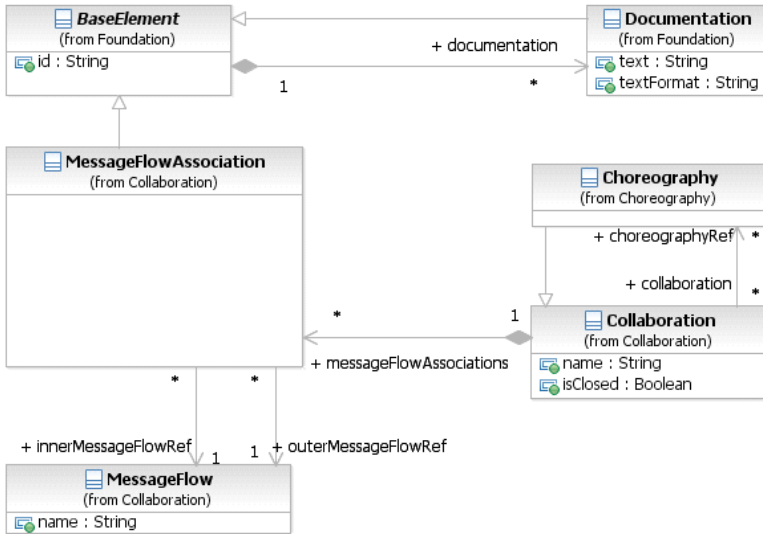 BaseElement
(from Foundation)
id : String
Documentation
(from Foundation)
text : String
textFormat : String
+ documentation
1
*
MessageFlowAssociation
(from Collaboration)
Choreography
(from Choreography)
+ choreographyRef
*
+ collaboration
*
*
1
+ messageFlowAssociations
Collaboration
(from Collaboration)
name : String
isClosed : Boolean
*
*
+ innerMessageFlowRef
1
1
+ outerMessageFlowRef
MessageFlow
(from Collaboration)
name : String